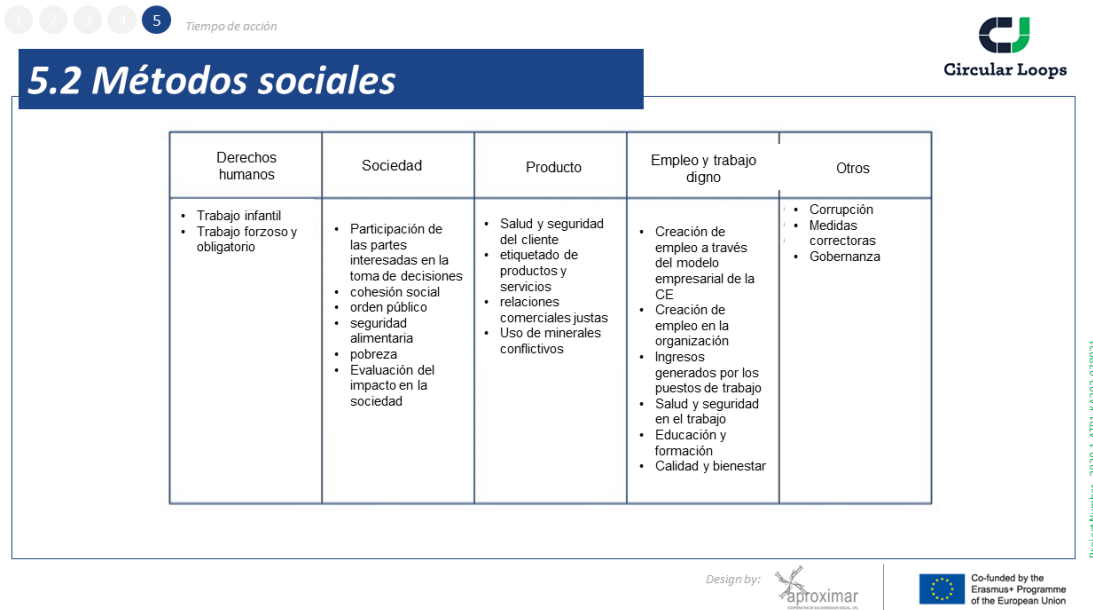 1 2 3 4 5 Tiempo de acción
Circular Loops
5.2 Métodos sociales
Derechos
humanos
Sociedad
Producto
Empleo y trabajo
digno
Otros
• Trabajo infantil
• Trabajo forzoso y
obligatorio
• Participación de
las partes
interesadas en la
toma de decisiones
• cohesión social
• orden público
• seguridad
alimentaria
• pobreza
• Evaluación del
impacto en la
sociedad
• Salud y seguridad
del cliente
• etiquetado de
productos y
servicios
• relaciones
comerciales justas
• Uso de minerales
conflictivos
• Creación de
empleo a través
del modelo
empresarial de la
CE
• Creación de
empleo en la
organización
• Ingresos
generados por los
puestos de trabajo
• Salud y seguridad
en el trabajo
• Educación y
formación
• Calidad y bienestar
• Corrupción
• Medidas
correctoras
• Gobernanza
Design by:
aproximar
Co-funded by the
Erasmus+ Programme
of the European Union